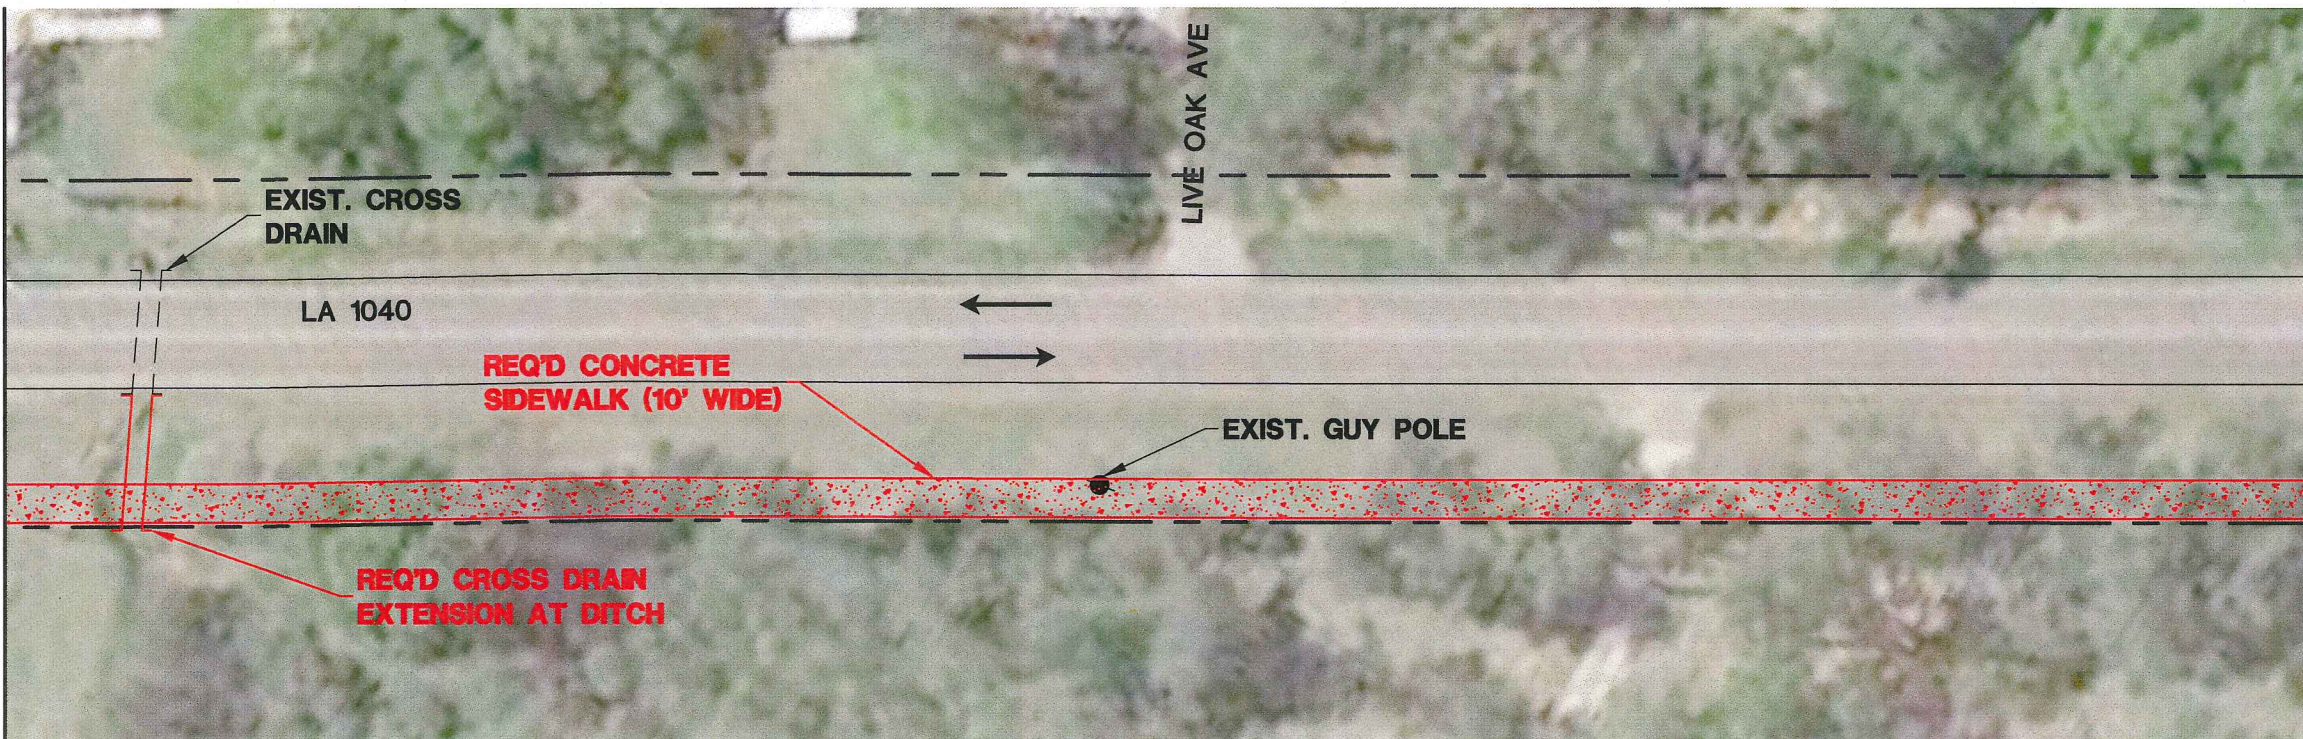 LIVE OAK AVE
EXIST. CROSS
DRAIN
LA 1040
REQ'D CONCRETE
SIDEWALK (10' WIDE)
EXIST. GUY POLE
REQ'D CROSS DRAIN
EXTENSION AT DITCH